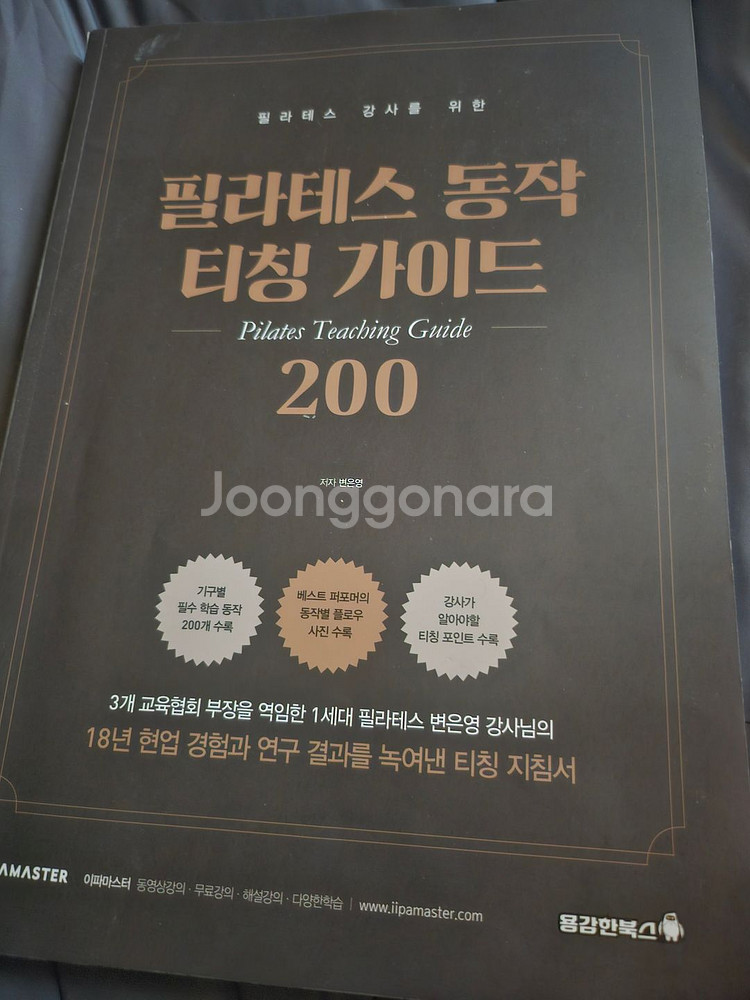 필라테스 강사를 위한
필라테스 동작
티칭 가이드
Pilates Teaching Guide
200
저자 변은영
Joonggonara
기구별
필수 학습 동작
200개 수록
베스트 퍼포머의
동작별 플로우
사진 수록
강사가
알아야할
티칭 포인트 수록
3개 교육협회 부장을 역임한 1세대 필라테스 변은영 강사님의
18년 현업 경험과 연구 결과를 녹여낸 티칭 지침서
AMASTER 이파마스터 동영상강의 · 무료강의 · 해설강의 · 다양한학습 | www.iipamaster.com
용감한북스